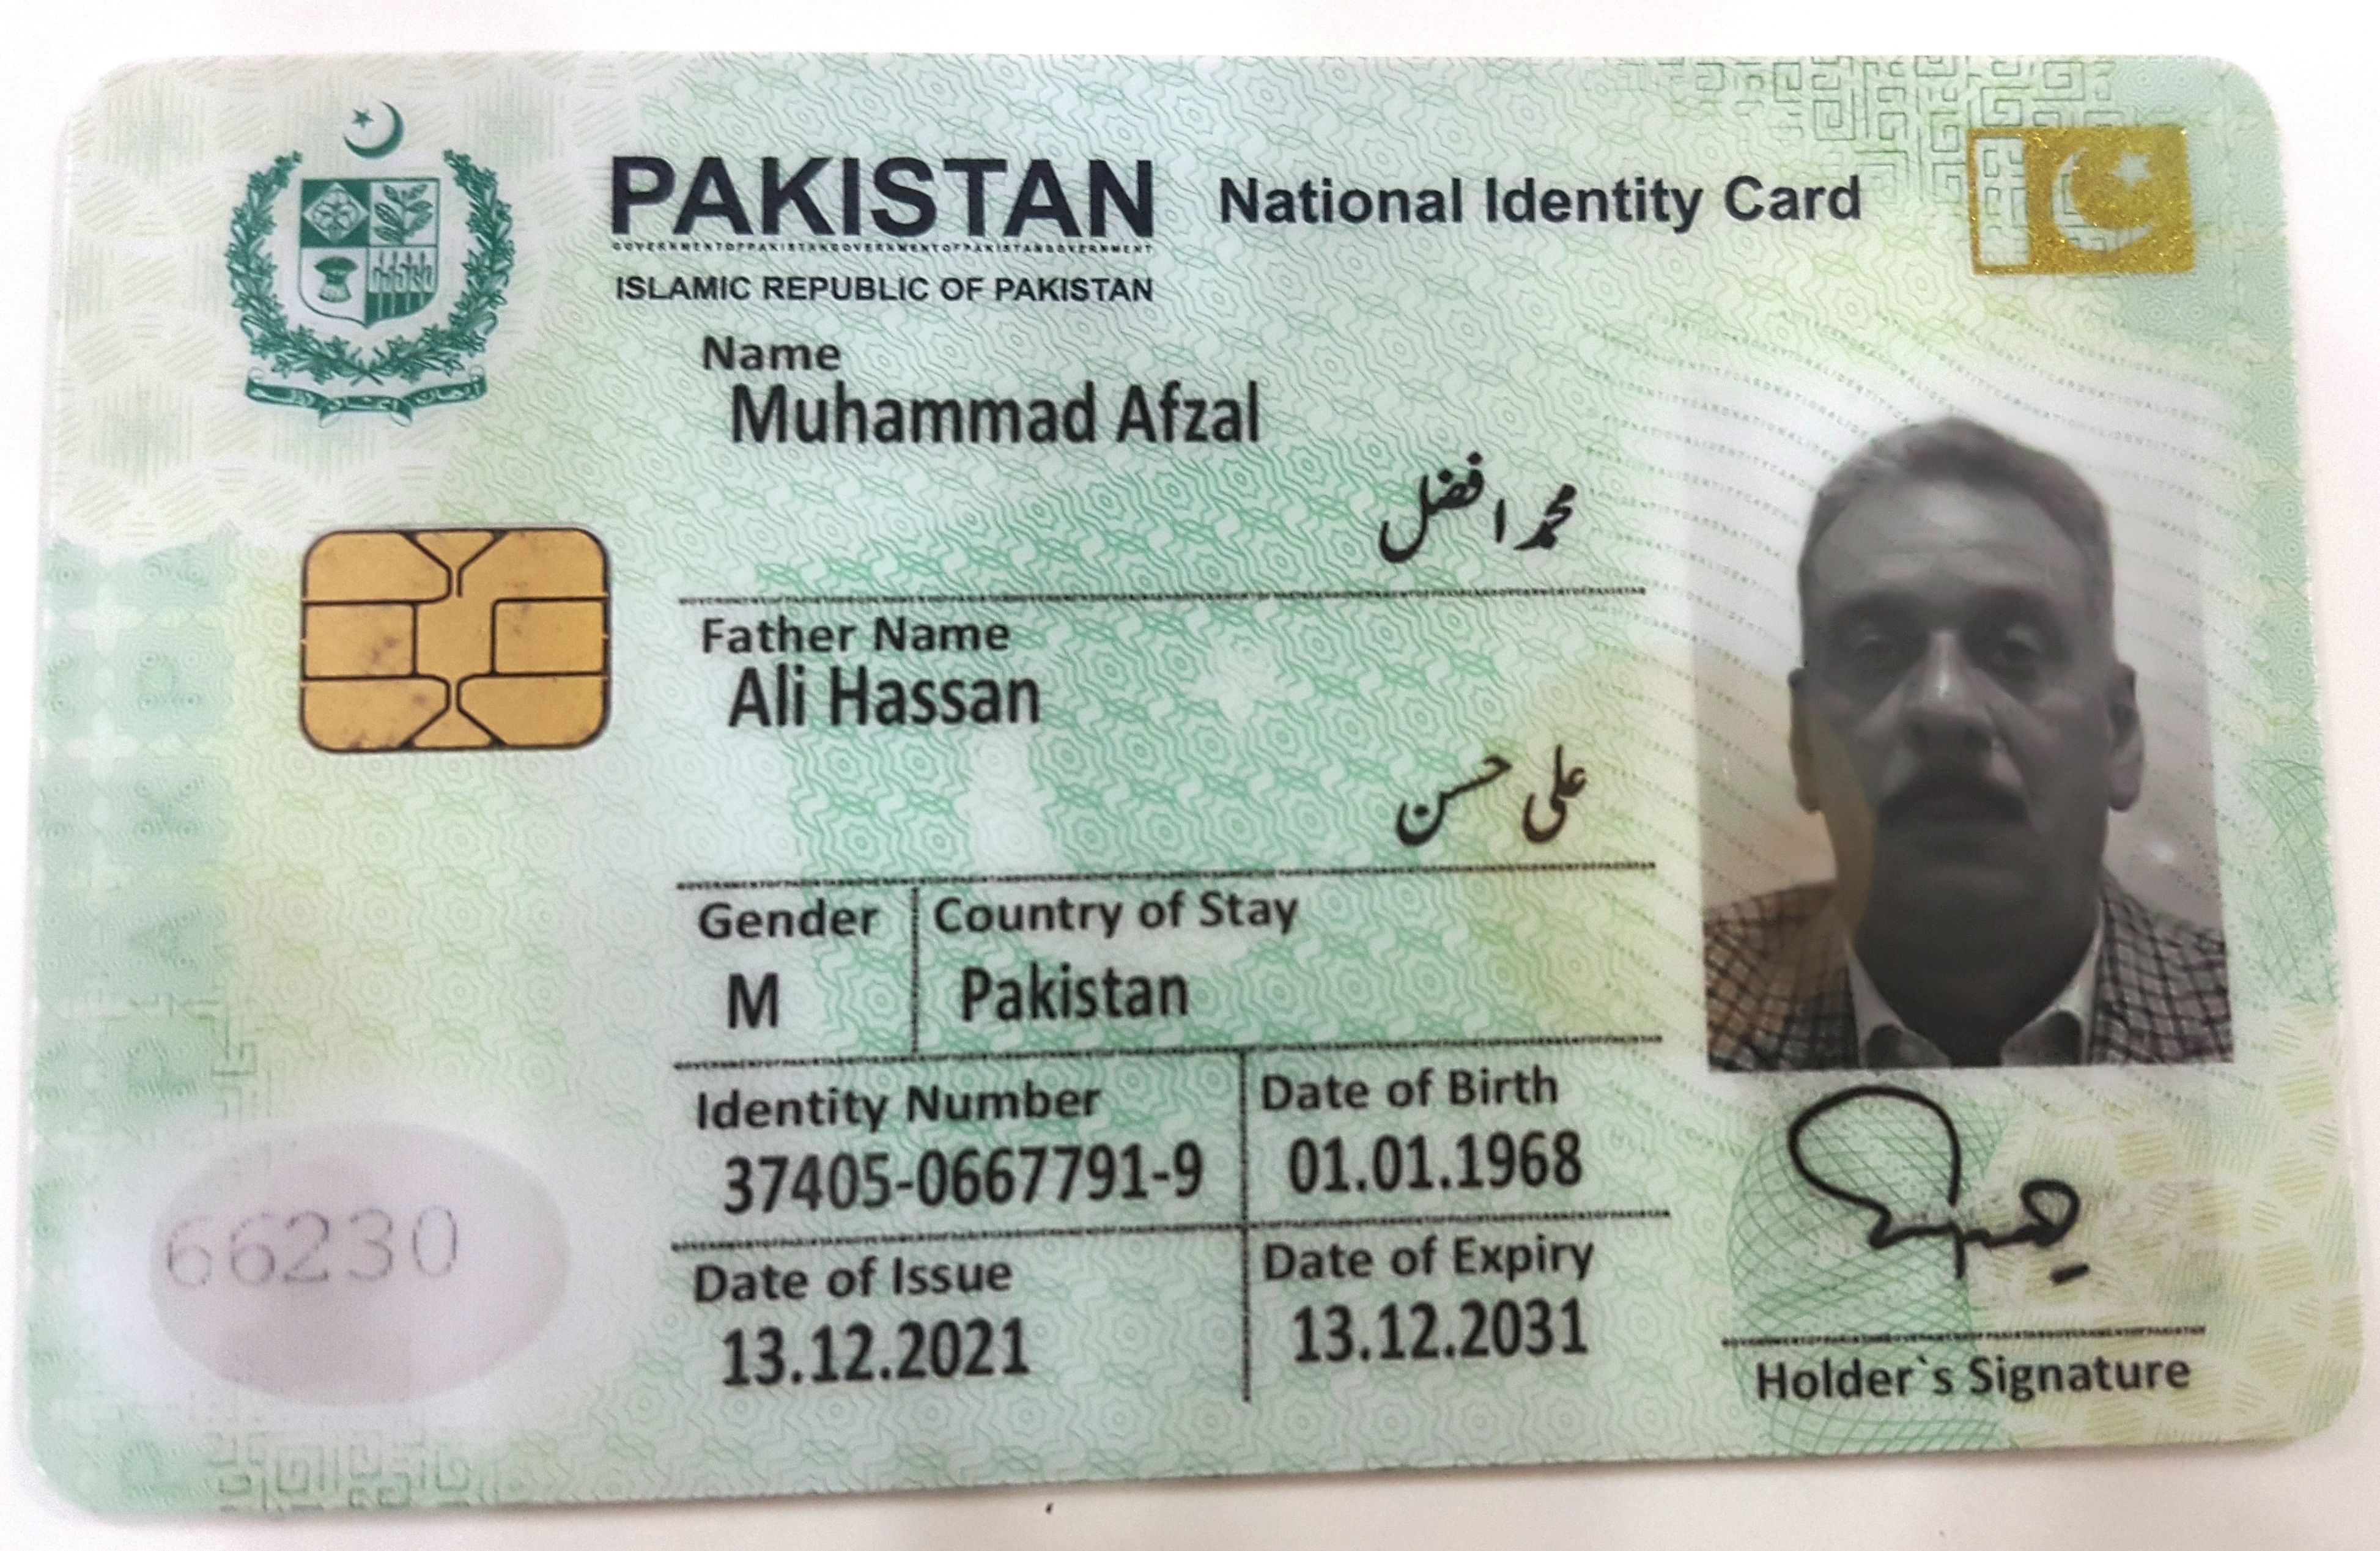 PAKISTAN National Identity Card
ISLAMIC REPUBLIC OF PAKISTAN
Name
Muhammad Afzal
محمد افضل
Father Name
Ali Hassan
علی حسن
Gender Country of Stay
M Pakistan
Identity Number Date of Birth
37405-0667791-9 01.01.1968
Date of Issue Date of Expiry
13.12.2021 13.12.2031
66230
Holder`s Signature